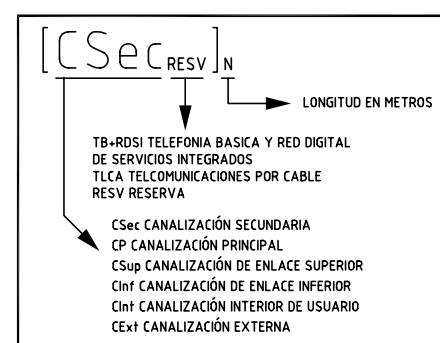 [CSec RESV ]N
LONGITUD EN METROS
TB+RDSI TELEFONIA BASICA Y RED DIGITAL
DE SERVICIOS INTEGRADOS
TLCA TELCOMUNICACIONES POR CABLE
RESV RESERVA
CSec CANALIZACIÓN SECUNDARIA
CP CANALIZACIÓN PRINCIPAL
CSup CANALIZACIÓN DE ENLACE SUPERIOR
CInf CANALIZACIÓN DE ENLACE INFERIOR
CInt CANALIZACIÓN INTERIOR DE USUARIO
CExt CANALIZACIÓN EXTERNA